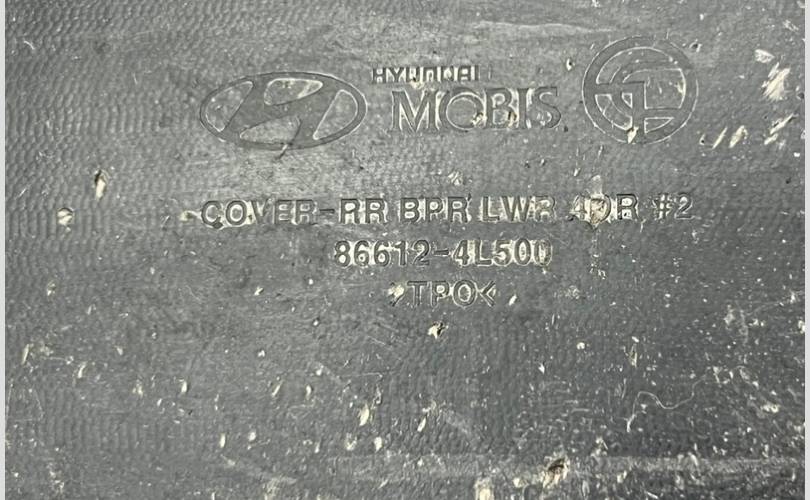 HYUNDAI
MOBIS
COVER-RR BPR LWR 4DR #2
86612-4L500
>TPO<